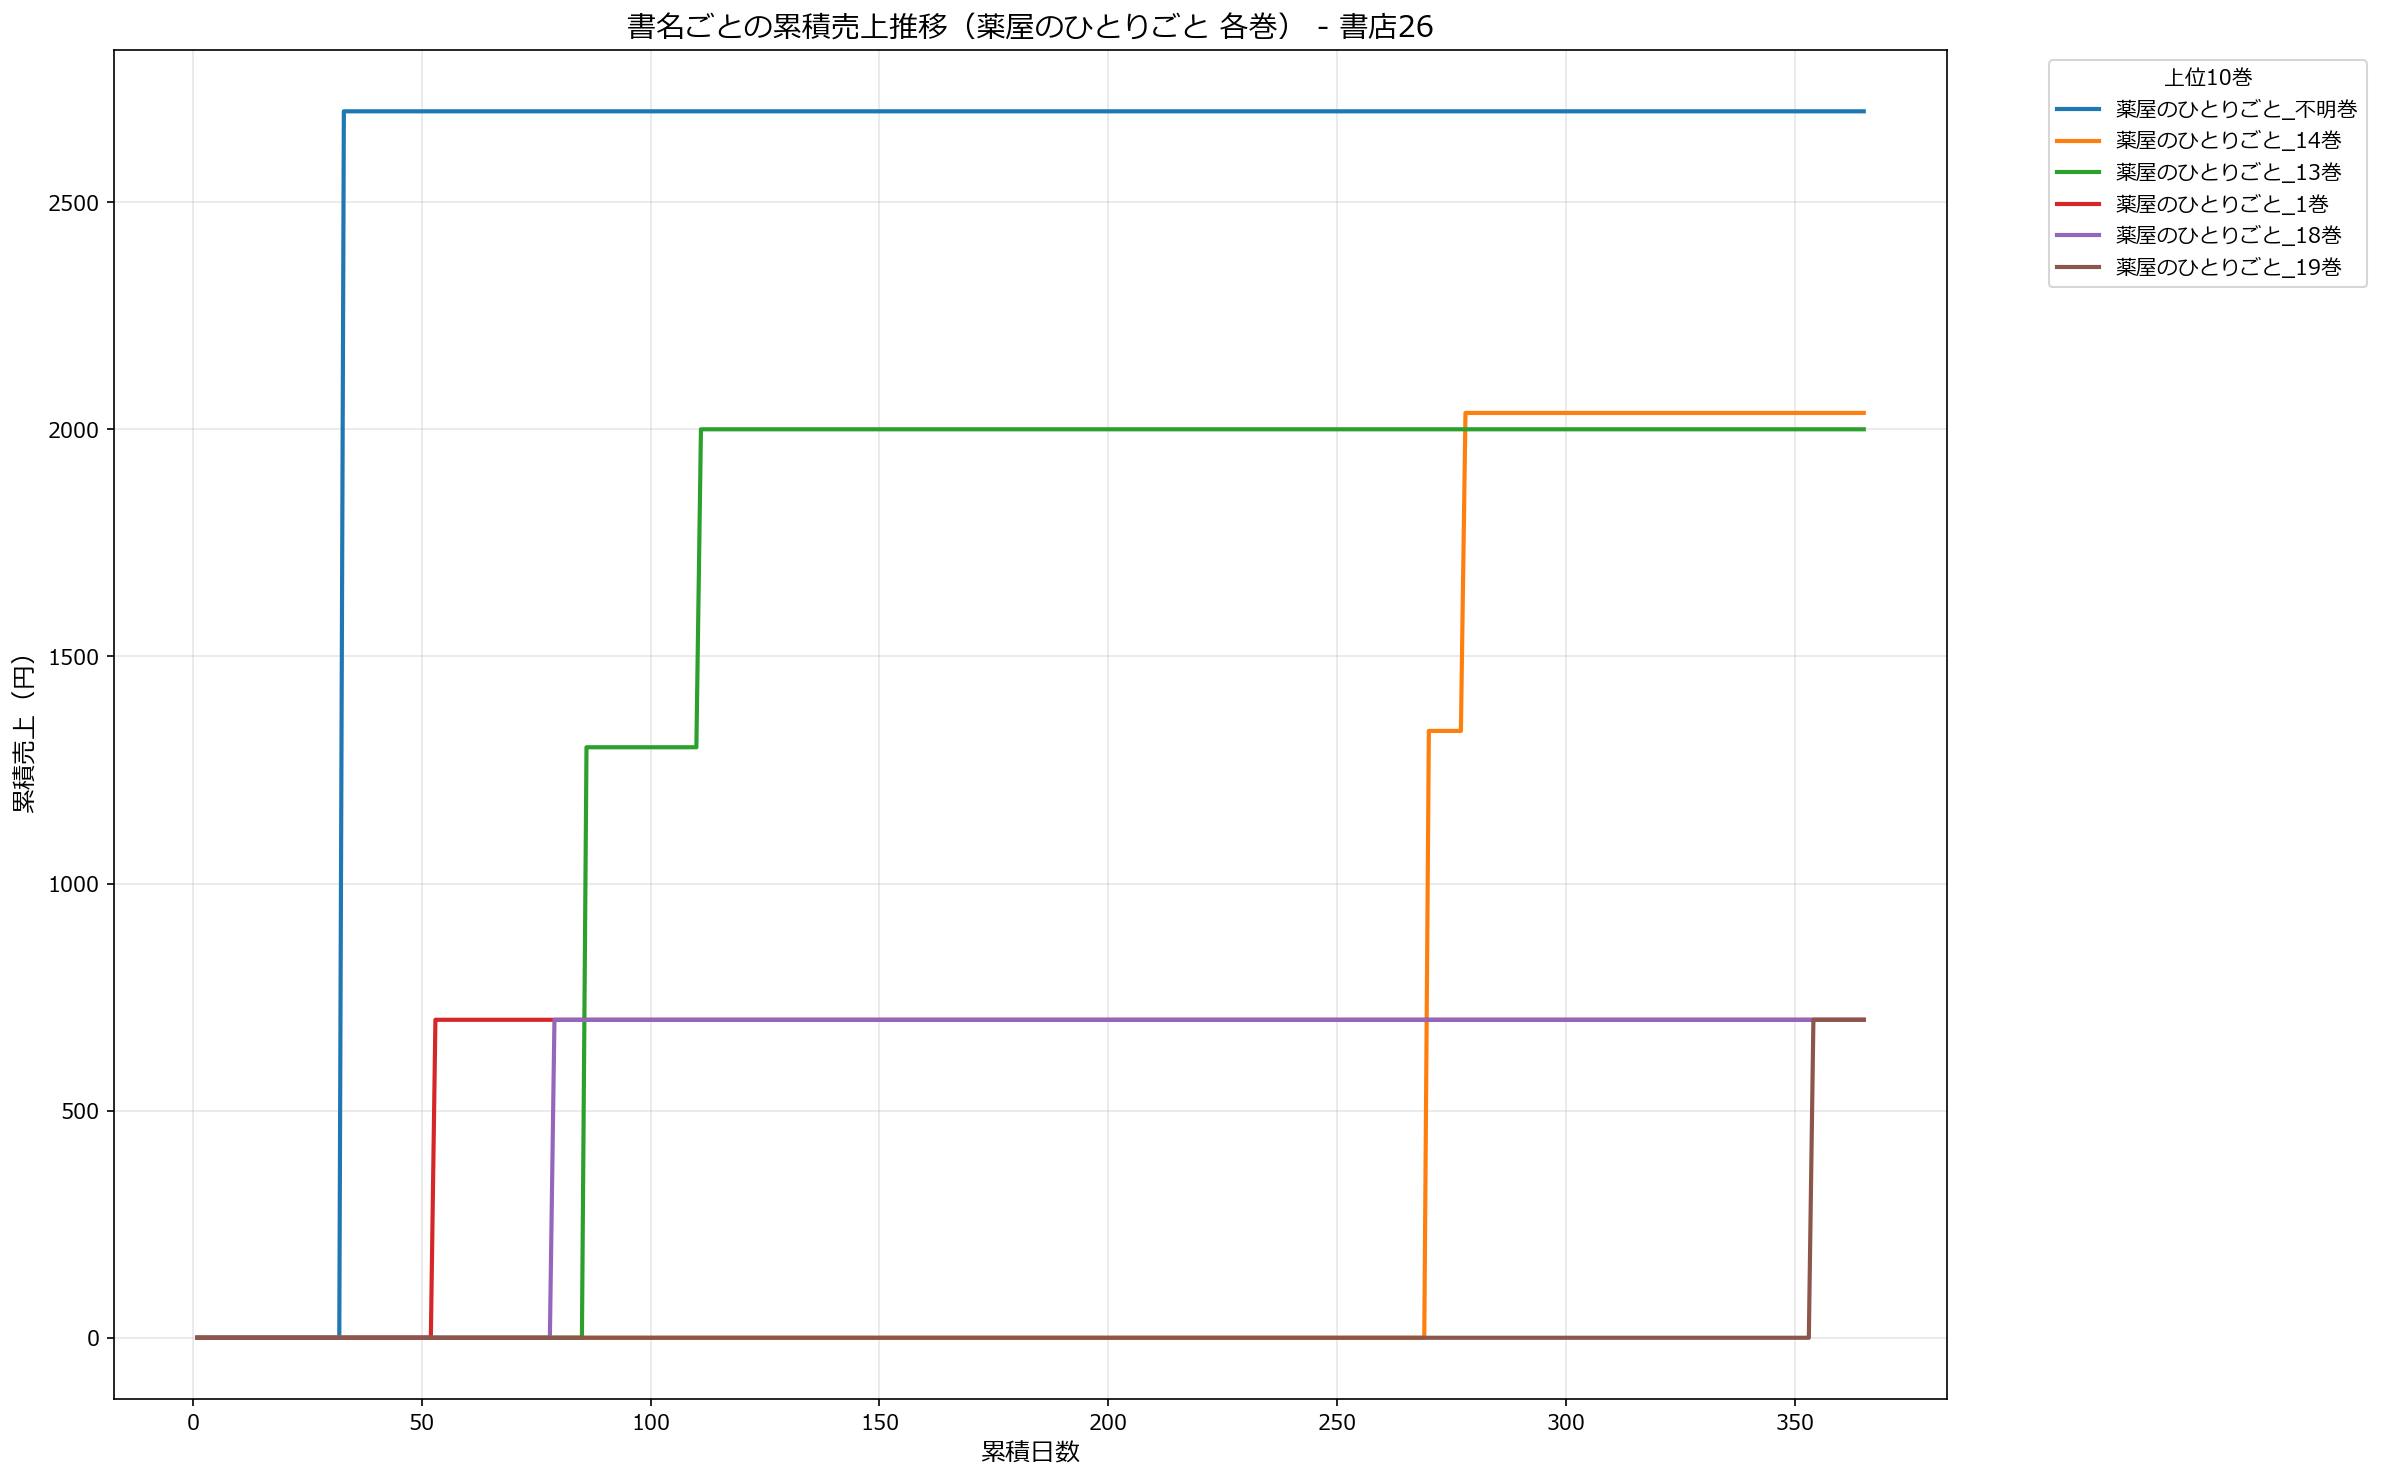 書名ごとの累積売上推移（薬屋のひとりごと 各巻） - 書店26
上位10巻
薬屋のひとりごと_不明巻
薬屋のひとりごと_14巻
薬屋のひとりごと_13巻
薬屋のひとりごと_1巻
薬屋のひとりごと_18巻
薬屋のひとりごと_19巻
累積売上（円）
2500
2000
1500
1000
500
0
0 50 100 150 200 250 300 350
累積日数